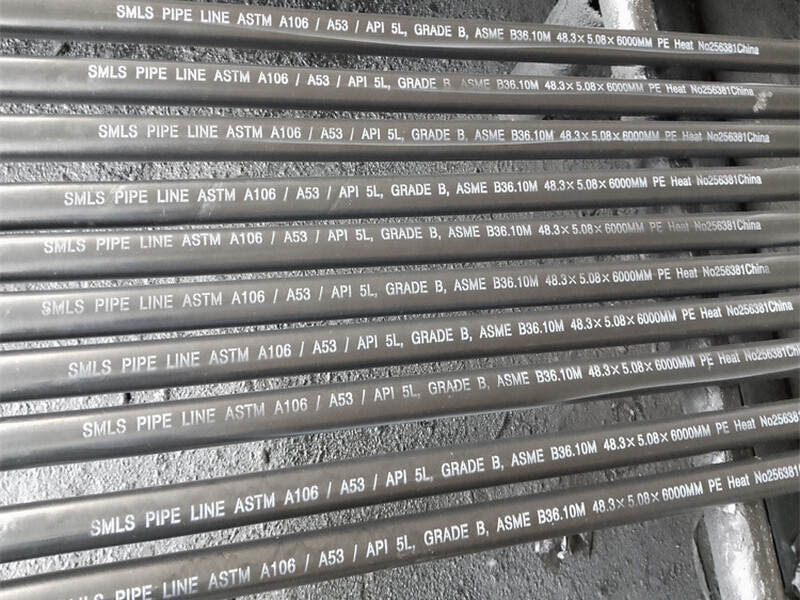 SMLS PIPE LINE ASTM A106 / A53 / API 5L, GRADE B, ASME B36.10M 48.3×5.08×6000MM PE Heat No256381China
SMLS PIPE LINE ASTM A106 / A53 / API 5L, GRADE B, ASME B36.10M 48.3×5.08×6000MM PE Heat No256381China
SMLS PIPE LINE ASTM A106 / A53 / API 5L, GRADE B, ASME B36.10M 48.3×5.08×6000MM PE Heat No256381China
SMLS PIPE LINE ASTM A106 / A53 / API 5L, GRADE B, ASME B36.10M 48.3×5.08×6000MM PE Heat No256381China
SMLS PIPE LINE ASTM A106 / A53 / API 5L, GRADE B, ASME B36.10M 48.3×5.08×6000MM PE Heat No256381China
SMLS PIPE LINE ASTM A106 / A53 / API 5L, GRADE B, ASME B36.10M 48.3×5.08×6000MM PE Heat No256381China
SMLS PIPE LINE ASTM A106 / A53 / API 5L, GRADE B, ASME B36.10M 48.3×5.08×6000MM PE Heat No256381China
SMLS PIPE LINE ASTM A106 / A53 / API 5L, GRADE B, ASME B36.10M 48.3×5.08×6000MM PE Heat No256381Chi
SMLS PIPE LINE ASTM A106 / A53 / API 5L, GRADE B, ASME B36.10M 48.3×5.08×6000MM PE Heat No256381
PIPE LINE ASTM A106 / A53 / API 5L, GRADE B, ASME B36.10M 48.3×5.08×6000MM PE Heat No256381